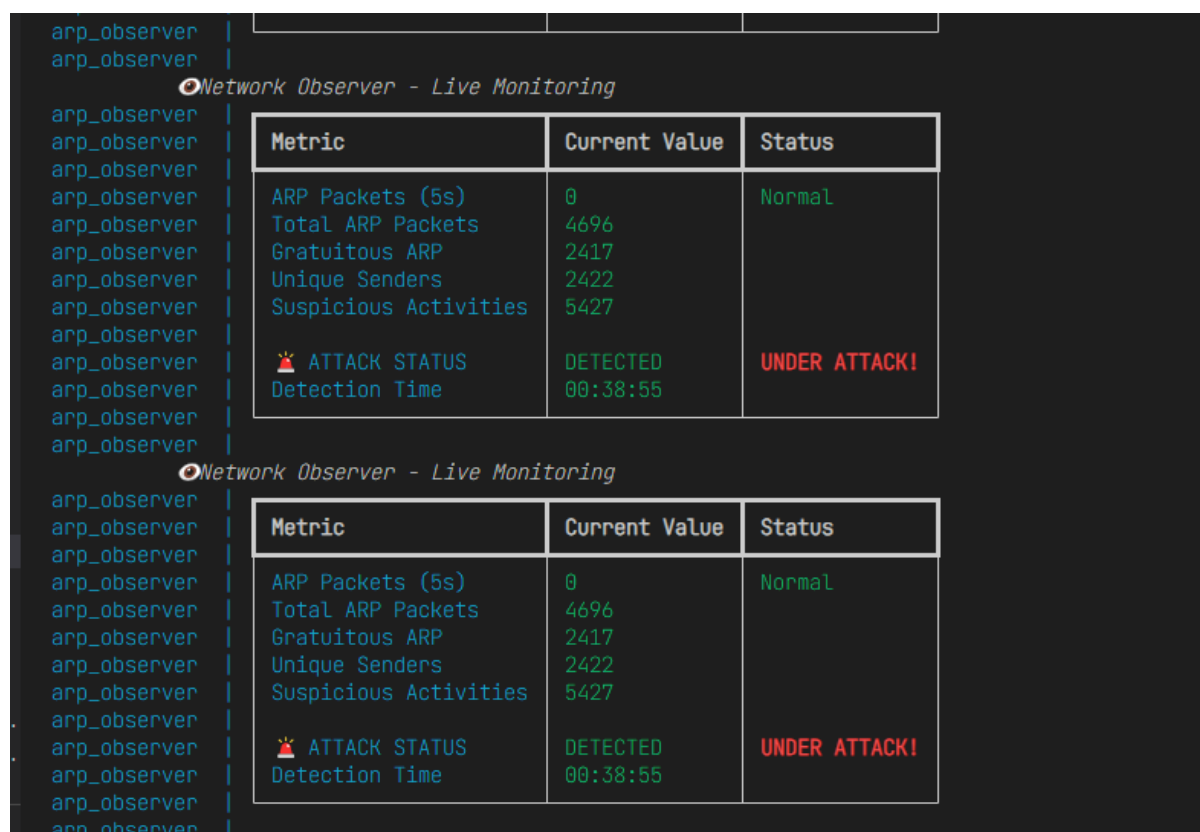 arp_observer |
arp_observer |
👁Network Observer - Live Monitoring
arp_observer |
arp_observer | Metric Current Value Status
arp_observer |
arp_observer | ARP Packets (5s) 0 Normal
arp_observer | Total ARP Packets 4696
arp_observer | Gratuitous ARP 2417
arp_observer | Unique Senders 2422
arp_observer | Suspicious Activities 5427
arp_observer |
arp_observer | 🚨 ATTACK STATUS DETECTED UNDER ATTACK!
arp_observer | Detection Time 00:38:55
arp_observer |
arp_observer |
👁Network Observer - Live Monitoring
arp_observer |
arp_observer | Metric Current Value Status
arp_observer |
arp_observer | ARP Packets (5s) 0 Normal
arp_observer | Total ARP Packets 4696
arp_observer | Gratuitous ARP 2417
arp_observer | Unique Senders 2422
arp_observer | Suspicious Activities 5427
arp_observer |
arp_observer | 🚨 ATTACK STATUS DETECTED UNDER ATTACK!
arp_observer | Detection Time 00:38:55
arp_observer |
arp_observer |